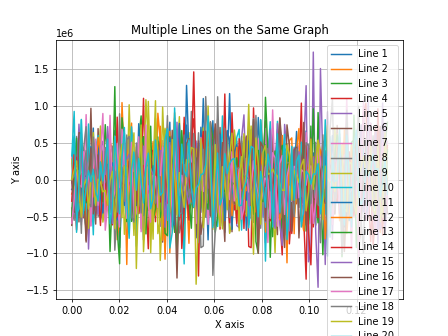 Multiple Lines on the Same Graph
1e6
1.5
1.0
0.5
0.0
−0.5
−1.0
−1.5
Y axis
0.00
0.02
0.04
0.06
0.08
0.10
X axis
Line 1
Line 2
Line 3
Line 4
Line 5
Line 6
Line 7
Line 8
Line 9
Line 10
Line 11
Line 12
Line 13
Line 14
Line 15
Line 16
Line 17
Line 18
Line 19
Line 20